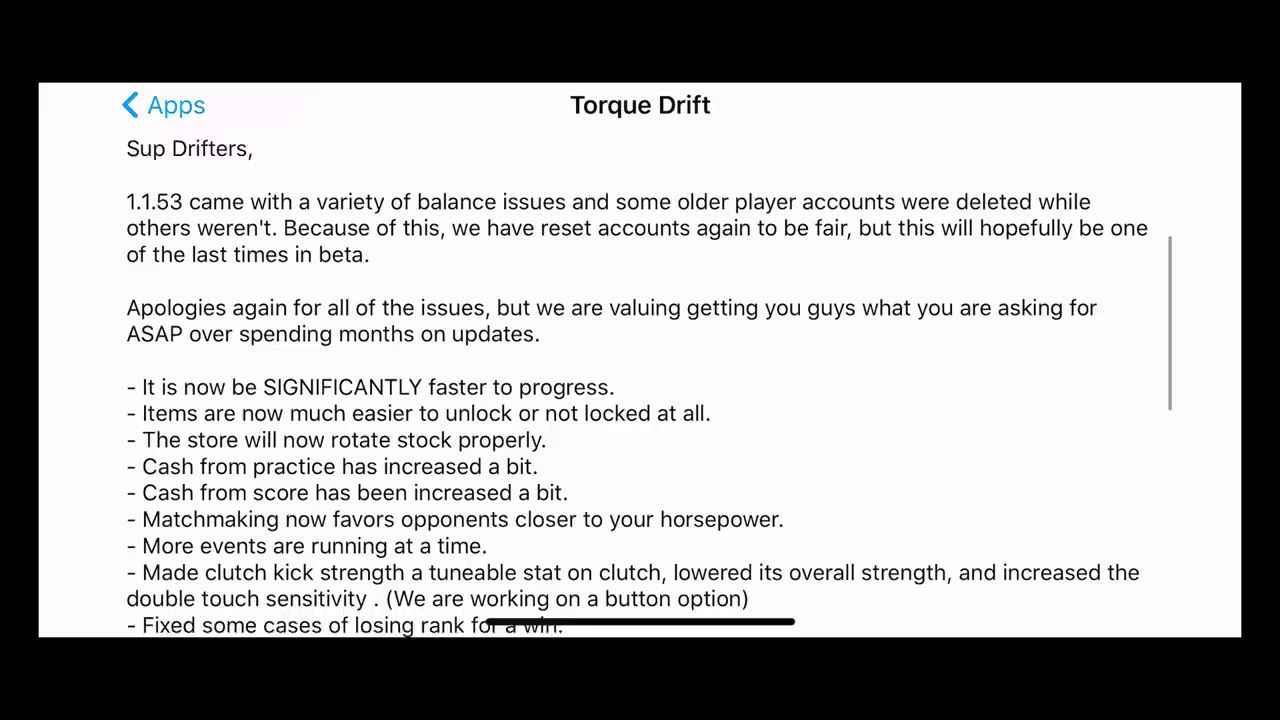 Apps
Torque Drift
Sup Drifters,
1.1.53 came with a variety of balance issues and some older player accounts were deleted while
others weren't. Because of this, we have reset accounts again to be fair, but this will hopefully be one
of the last times in beta.
Apologies again for all of the issues, but we are valuing getting you guys what you are asking for
ASAP over spending months on updates.
- It is now be SIGNIFICANTLY faster to progress.
- Items are now much easier to unlock or not locked at all.
- The store will now rotate stock properly.
- Cash from practice has increased a bit.
- Cash from score has been increased a bit.
- Matchmaking now favors opponents closer to your horsepower.
- More events are running at a time.
- Made clutch kick strength a tuneable stat on clutch, lowered its overall strength, and increased the
double touch sensitivity . (We are working on a button option)
- Fixed some cases of losing rank for a win.